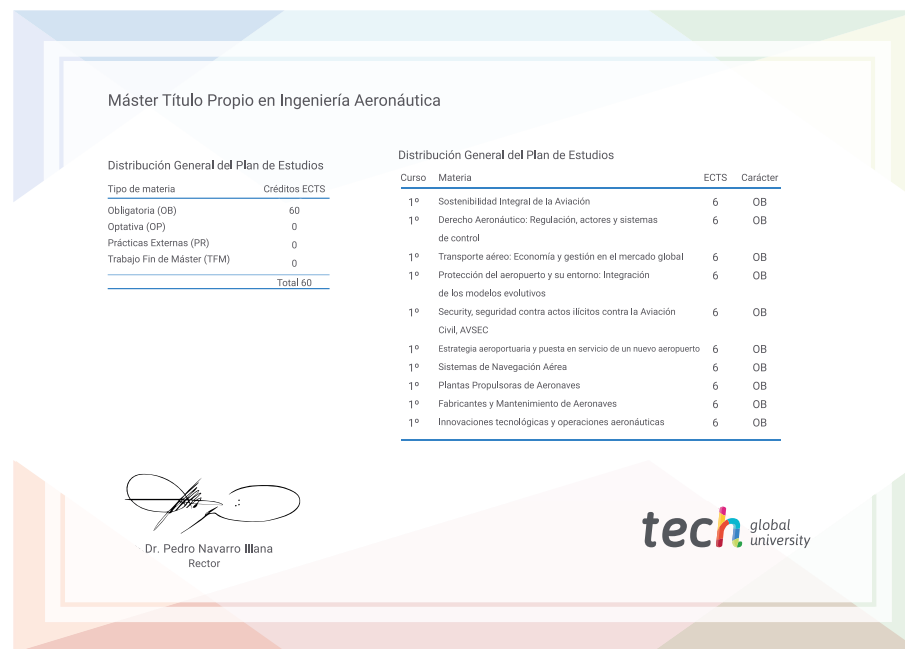 Máster Título Propio en Ingeniería Aeronáutica
Distribución General del Plan de Estudios
Tipo de materia Créditos ECTS
Obligatoria (OB) 60
Optativa (OP) 0
Prácticas Externas (PR) 0
Trabajo Fin de Máster (TFM) 0
Total 60
Distribución General del Plan de Estudios
Curso Materia ECTS Carácter
1º Sostenibilidad Integral de la Aviación 6 OB
1º Derecho Aeronáutico: Regulación, actores y sistemas 6 OB
de control
1º Transporte aéreo: Economía y gestión en el mercado global 6 OB
1º Protección del aeropuerto y su entorno: Integración 6 OB
de los modelos evolutivos
1º Security, seguridad contra actos ilícitos contra la Aviación 6 OB
Civil, AVSEC
1º Estrategia aeroportuaria y puesta en servicio de un nuevo aeropuerto 6 OB
1º Sistemas de Navegación Aérea 6 OB
1º Plantas Propulsoras de Aeronaves 6 OB
1º Fabricantes y Mantenimiento de Aeronaves 6 OB
1º Innovaciones tecnológicas y operaciones aeronáuticas 6 OB
Dr. Pedro Navarro Illana
Rector
tech global
university